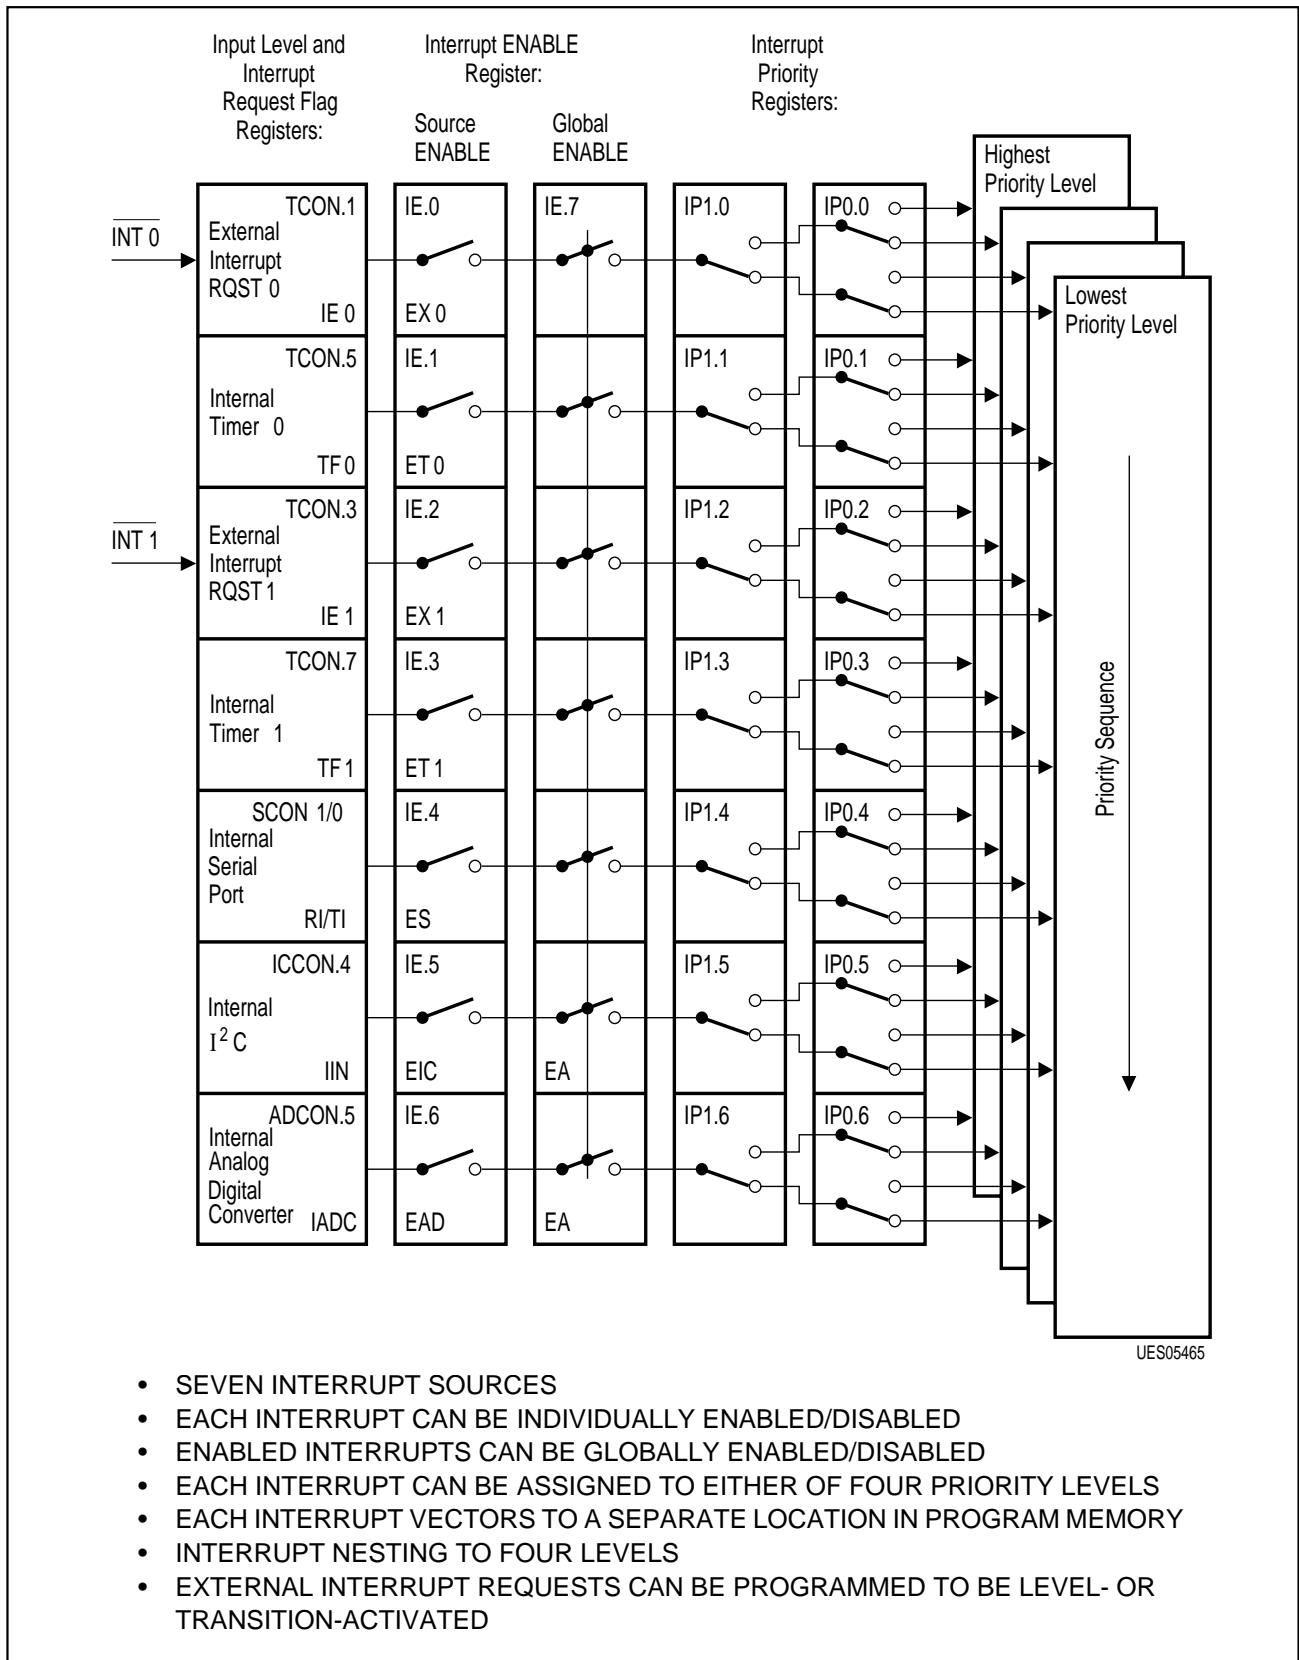 Input Level and
Interrupt
Request Flag
Registers:
Interrupt ENABLE
Register:
Source
ENABLE
Global
ENABLE
Interrupt
Priority
Registers:
Highest
Priority Level
Lowest
Priority Level
Priority Sequence
INT 0
TCON.1
External
Interrupt
RQST 0
IE 0
IE.0
EX 0
IE.7
IP1.0
IP0.0
TCON.5
Internal
Timer 0
TF 0
IE.1
ET 0
IP1.1
IP0.1
INT 1
TCON.3
External
Interrupt
RQST 1
IE 1
IE.2
EX 1
IP1.2
IP0.2
TCON.7
Internal
Timer 1
TF 1
IE.3
ET 1
IP1.3
IP0.3
SCON 1/0
Internal
Serial
Port
RI/TI
IE.4
ES
IP1.4
IP0.4
ICCON.4
Internal
I² C
IIN
IE.5
EIC
EA
IP1.5
IP0.5
ADCON.5
Internal
Analog
Digital
Converter IADC
IE.6
EAD
EA
IP1.6
IP0.6
UES05465
• SEVEN INTERRUPT SOURCES
• EACH INTERRUPT CAN BE INDIVIDUALLY ENABLED/DISABLED
• ENABLED INTERRUPTS CAN BE GLOBALLY ENABLED/DISABLED
• EACH INTERRUPT CAN BE ASSIGNED TO EITHER OF FOUR PRIORITY LEVELS
• EACH INTERRUPT VECTORS TO A SEPARATE LOCATION IN PROGRAM MEMORY
• INTERRUPT NESTING TO FOUR LEVELS
• EXTERNAL INTERRUPT REQUESTS CAN BE PROGRAMMED TO BE LEVEL- OR
TRANSITION-ACTIVATED